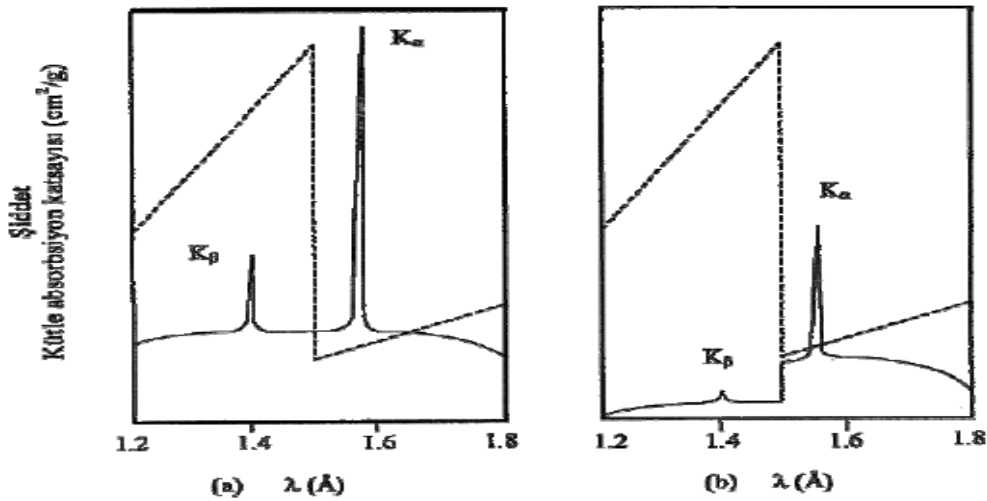 Şiddet
Kütle absorbsiyon katsayısı (cm²/g)
Kα
Kβ
1.2 1.4 1.6 1.8
(a) λ (Å)
Kα
Kβ
1.2 1.4 1.6 1.8
(b) λ (Å)